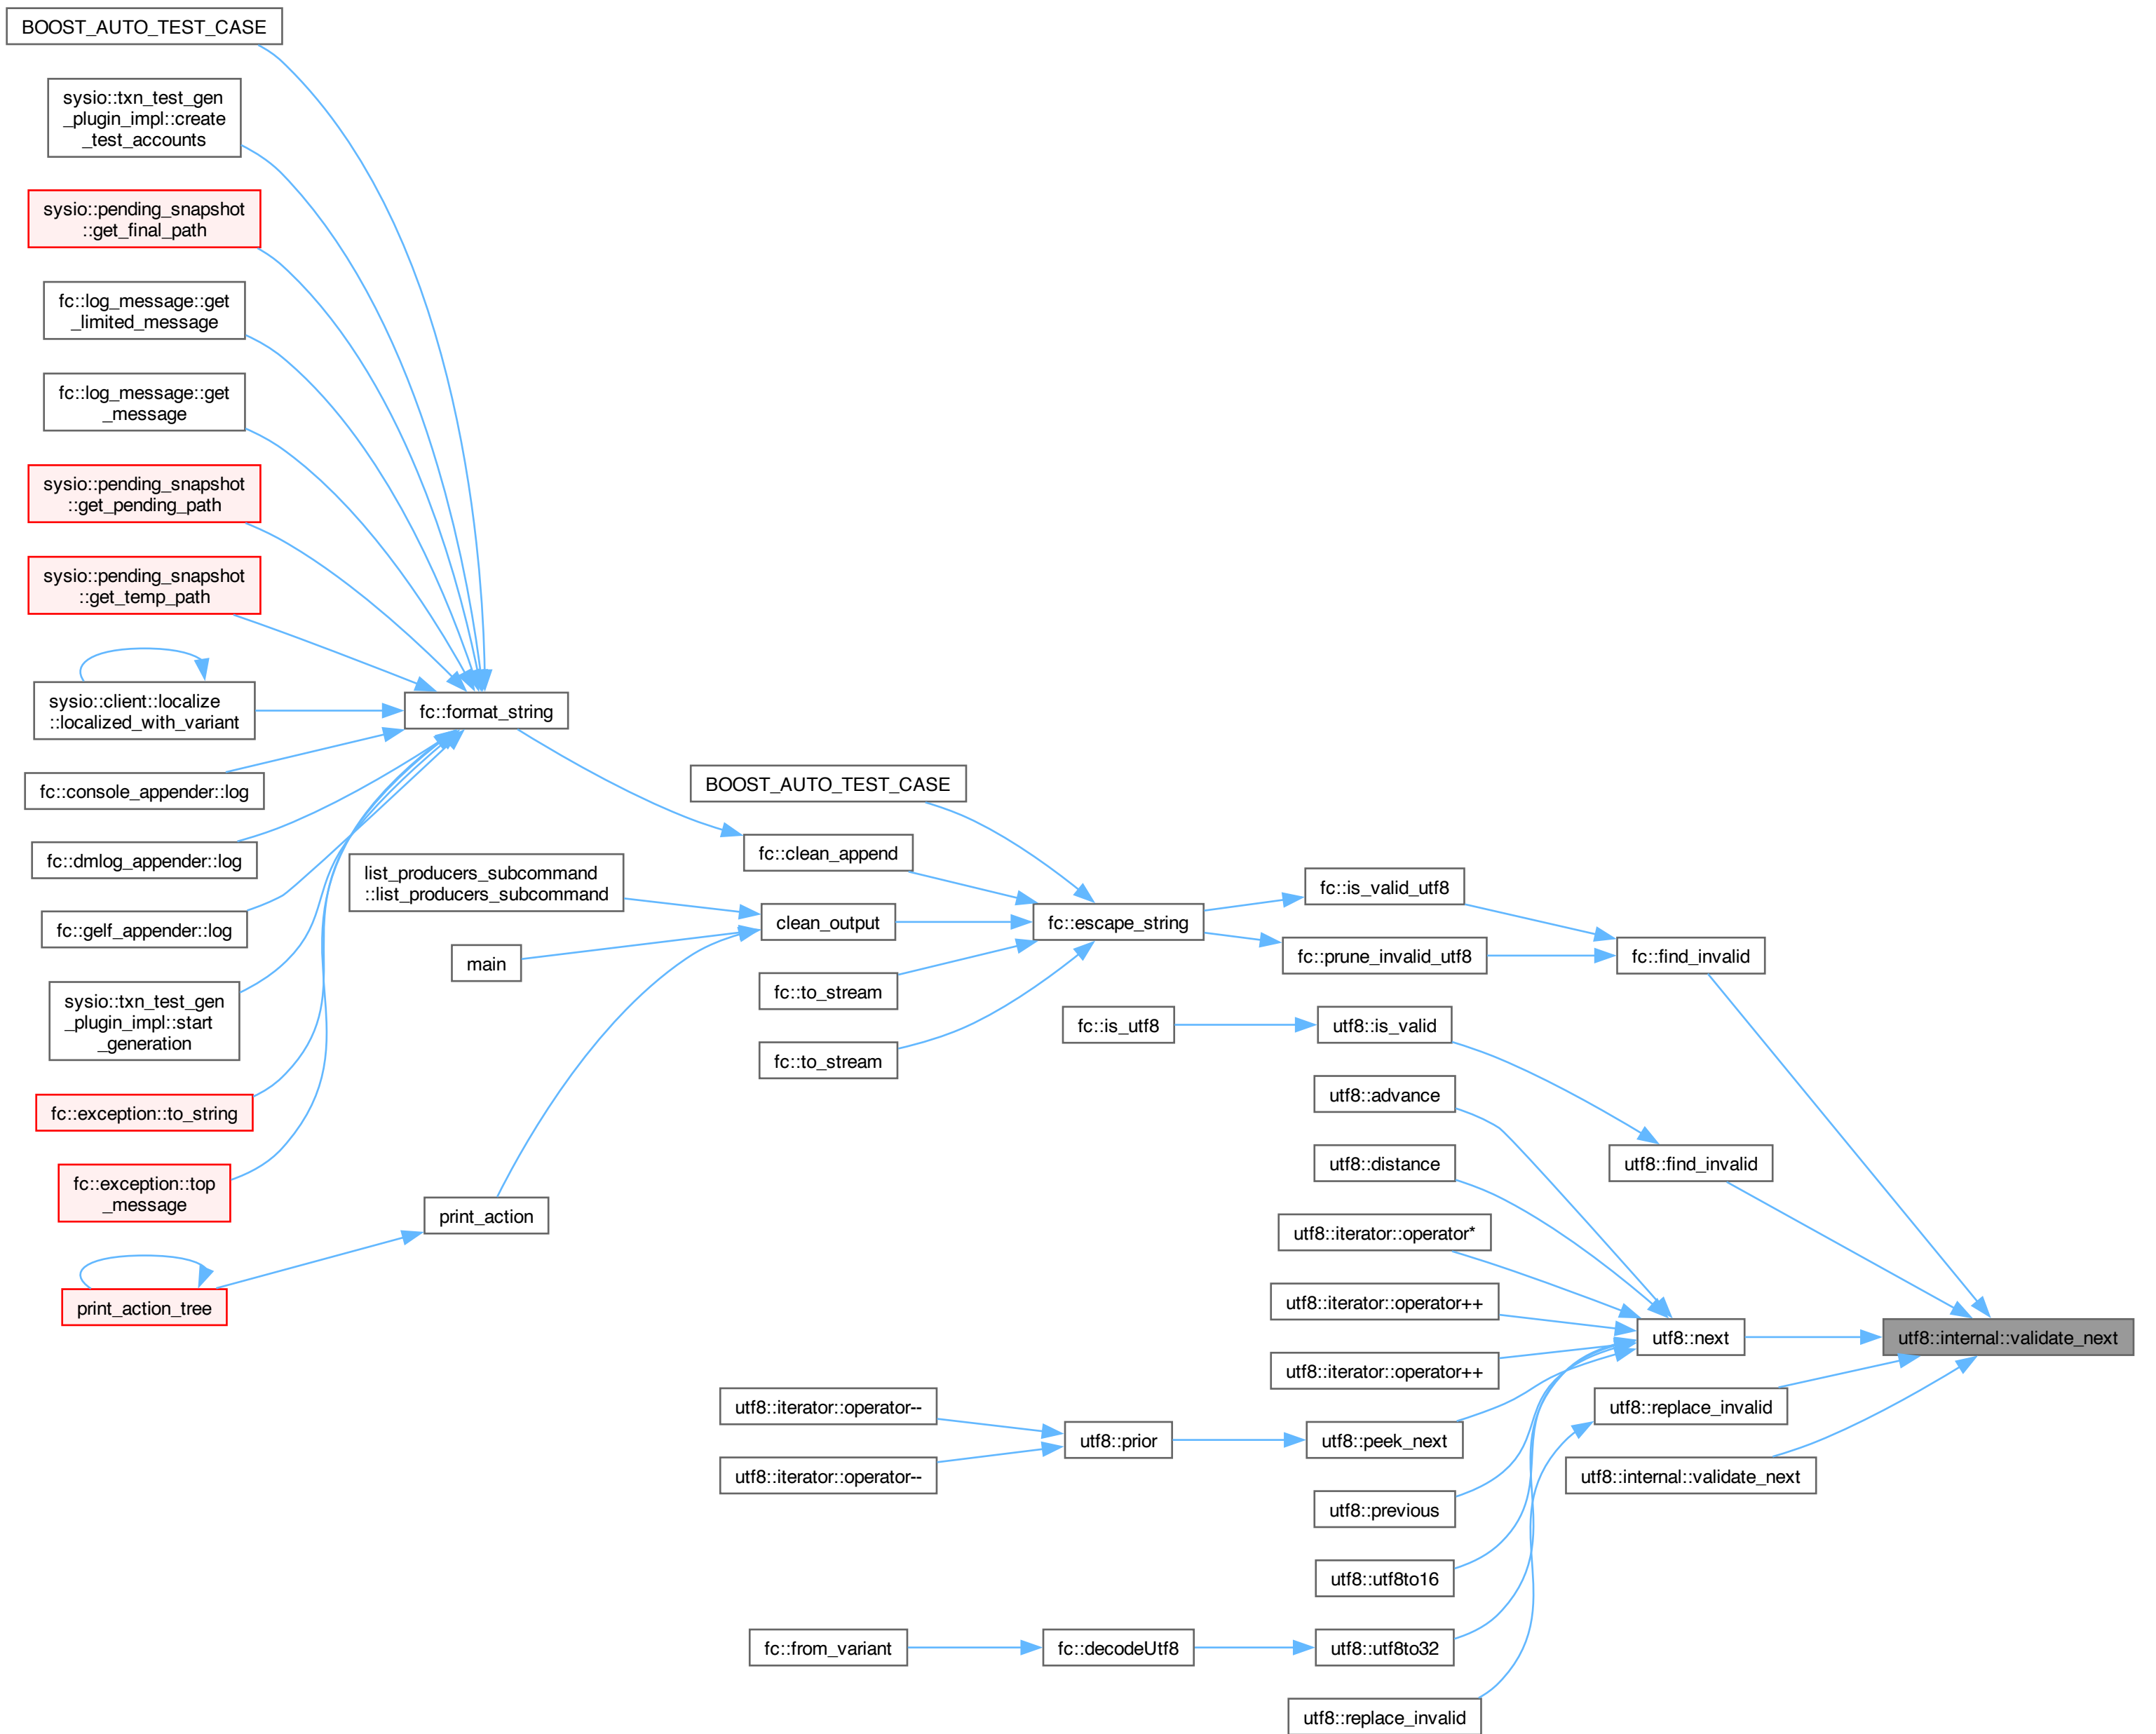 BOOST_AUTO_TEST_CASE
sysio::txn_test_gen
_plugin_impl::create
_test_accounts
sysio::pending_snapshot
::get_final_path
fc::log_message::get
_limited_message
fc::log_message::get
_message
sysio::pending_snapshot
::get_pending_path
sysio::pending_snapshot
::get_temp_path
sysio::client::localize
::localized_with_variant
fc::console_appender::log
fc::dmlog_appender::log
fc::gelf_appender::log
sysio::txn_test_gen
_plugin_impl::start
_generation
fc::exception::to_string
fc::exception::top
_message
print_action_tree
fc::format_string
list_producers_subcommand
::list_producers_subcommand
main
print_action
BOOST_AUTO_TEST_CASE
fc::clean_append
clean_output
fc::to_stream
fc::to_stream
utf8::iterator::operator--
utf8::iterator::operator--
fc::from_variant
fc::escape_string
fc::is_utf8
utf8::prior
fc::decodeUtf8
fc::is_valid_utf8
fc::prune_invalid_utf8
utf8::is_valid
utf8::advance
utf8::distance
utf8::iterator::operator*
utf8::iterator::operator++
utf8::iterator::operator++
utf8::peek_next
utf8::previous
utf8::utf8to16
utf8::utf8to32
utf8::replace_invalid
fc::find_invalid
utf8::find_invalid
utf8::next
utf8::replace_invalid
utf8::internal::validate_next
utf8::internal::validate_next